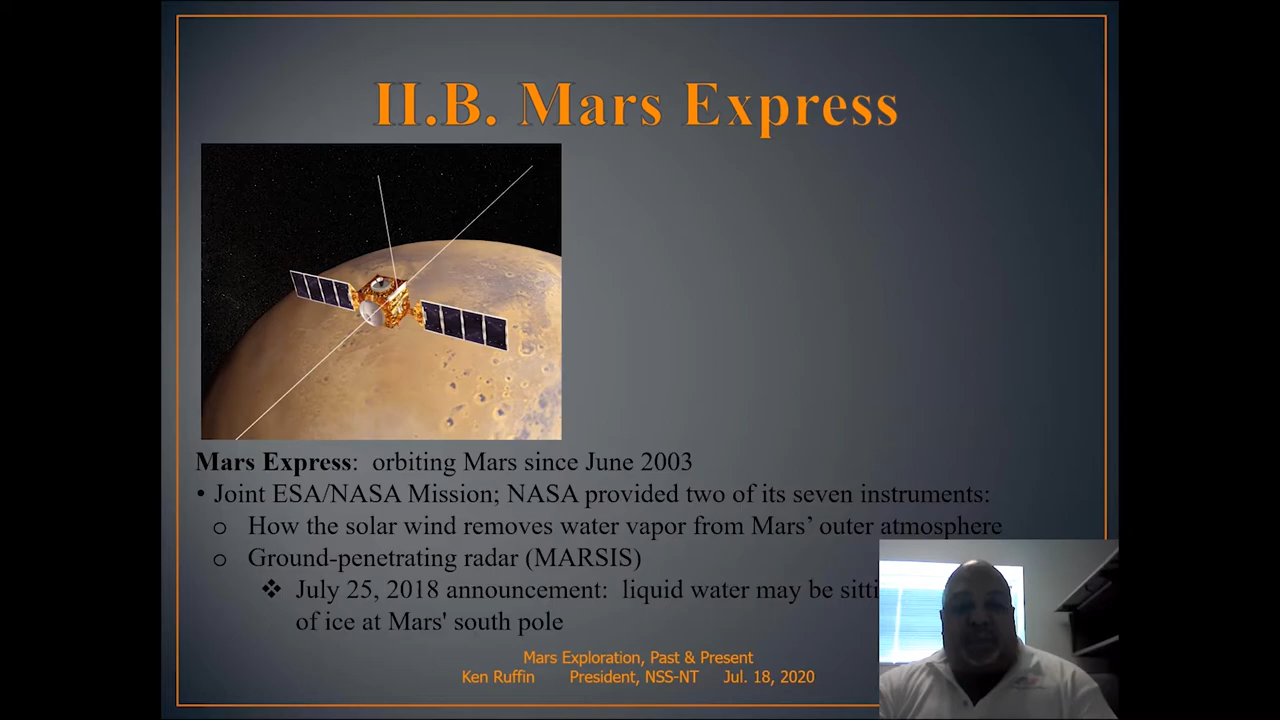 II.B. Mars Express
Mars Express: orbiting Mars since June 2003
• Joint ESA/NASA Mission; NASA provided two of its seven instruments:
o How the solar wind removes water vapor from Mars’ outer atmosphere
o Ground-penetrating radar (MARSIS)
❖ July 25, 2018 announcement: liquid water may be
of ice at Mars' south pole
Mars Exploration, Past & Present
Ken Ruffin President, NSS-NT Jul. 18, 2020